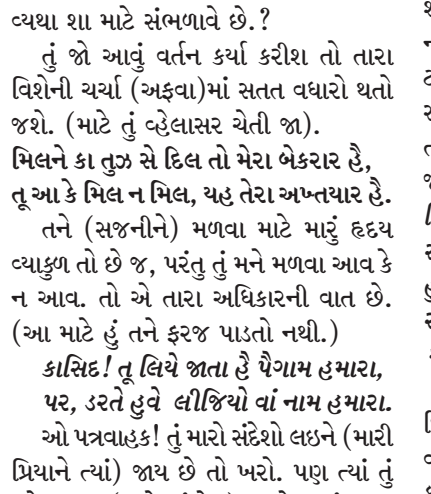 વ્યથા શા માટે સંભળાવે છે.?
તું જો આવું વર્તન કર્યા કરીશ તો તારા
વિશેની ચર્ચા (અફવા)માં સતત વધારો થતો
જશે. (માટે તું વ્હેલાસર ચેતી જા).
મિલને કા તુઝ સે દિલ તો મેરા બેકરાર હૈ,
તૂ આ કે મિલ ન મિલ, યહ તેરા અખ્તયાર હૈ.
તને (સજનીને) મળવા માટે મારું હૃદય
વ્યાકુળ તો છે જ, પરંતુ તું મને મળવા આવ કે
ન આવ. તો એ તારા અધિકારની વાત છે.
(આ માટે હું તને ફરજ પાડતો નથી.)
કાસિદ! તૂ લિયે જાતા હૈ પૈગામ હમારા,
પર, ડરતે હુવે લીજિયો વાં નામ હમારા.
ઓ પત્રવાહક! તું મારો સંદેશો લઇને (મારી
પ્રિયાને ત્યાં) જાય છે તો ખરો. પણ ત્યાં તું